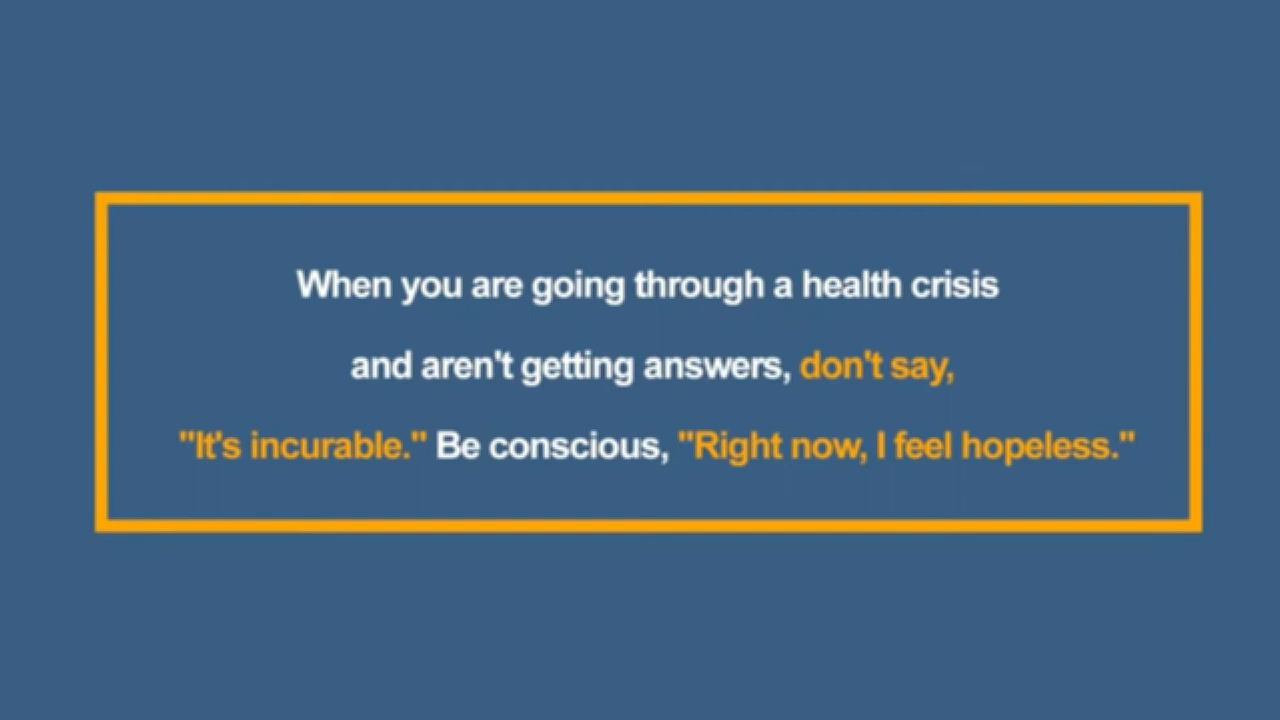 When you are going through a health crisis
and aren't getting answers, don't say,
"It's incurable." Be conscious, "Right now, I feel hopeless."